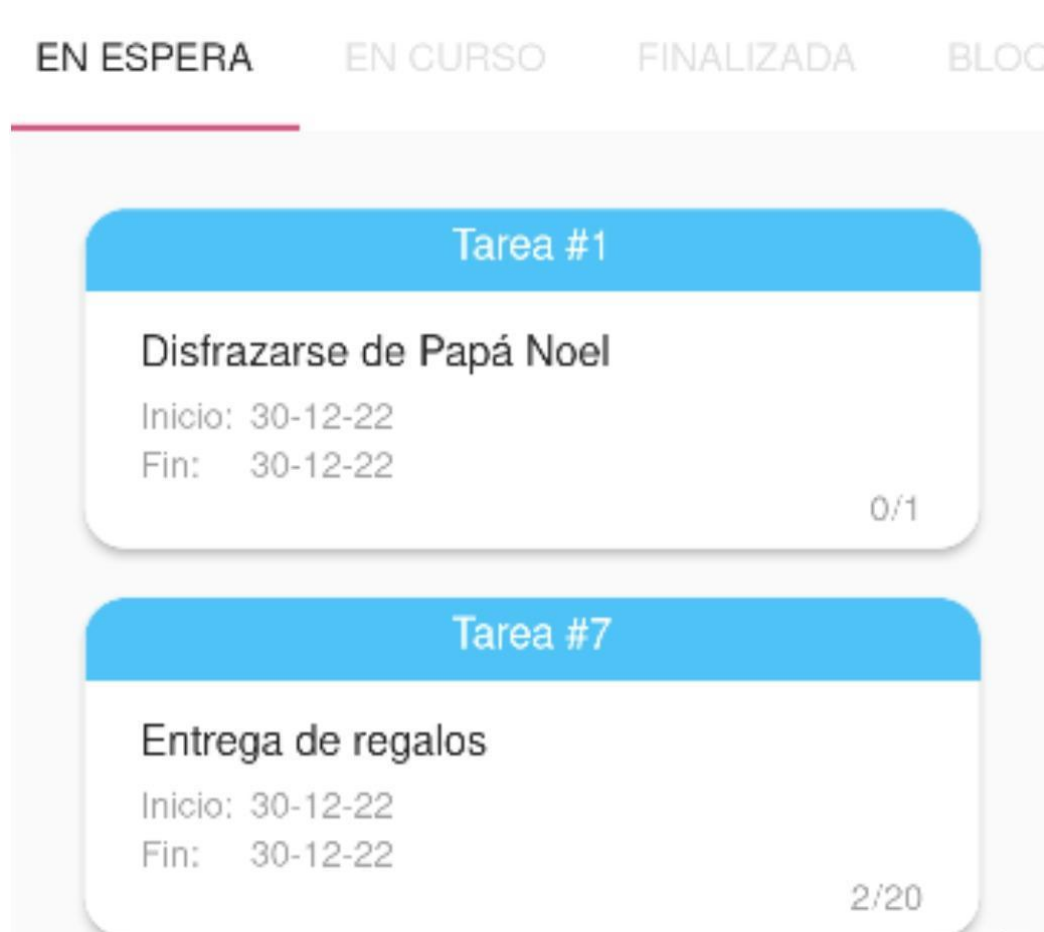 EN ESPERA EN CURSO FINALIZADA BLOQ
Tarea #1
Disfrazarse de Papá Noel
Inicio: 30-12-22
Fin: 30-12-22
0/1
Tarea #7
Entrega de regalos
Inicio: 30-12-22
Fin: 30-12-22
2/20